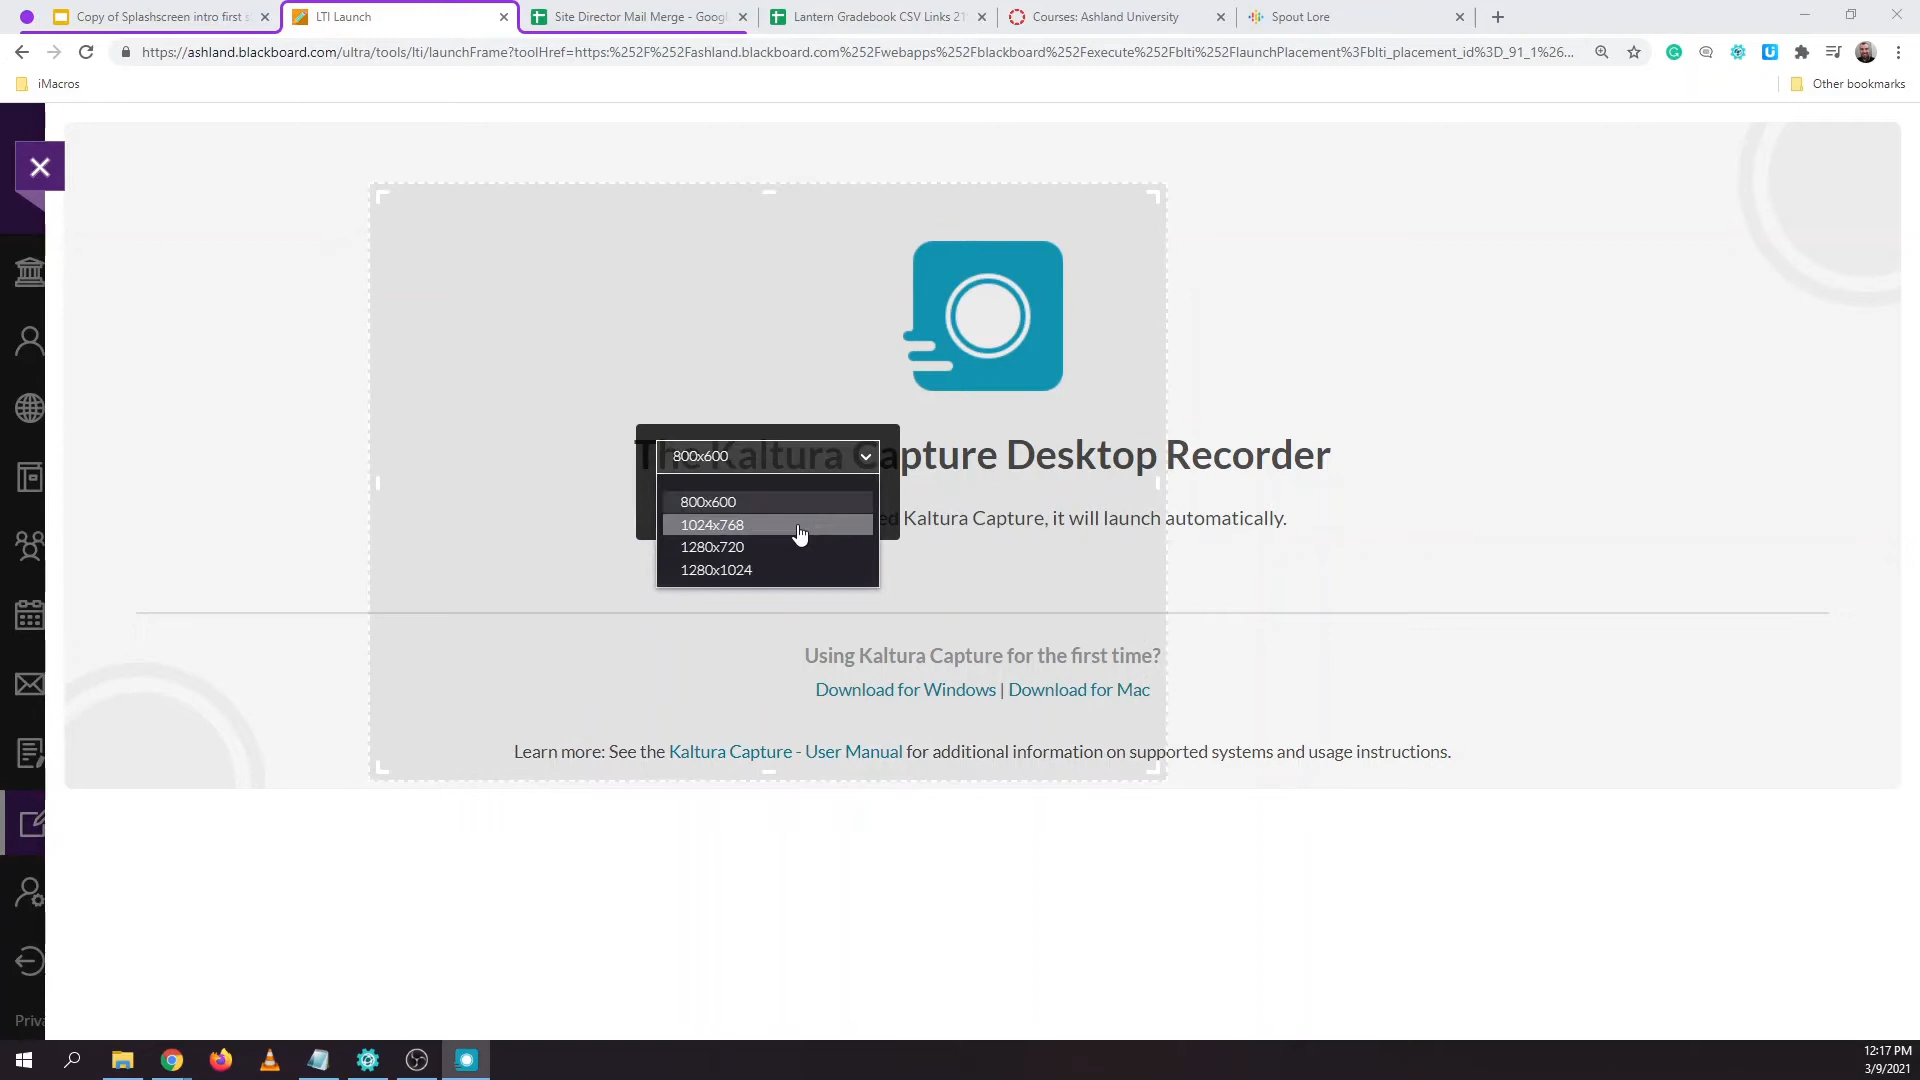 Copy of Splashscreen intro first s
LTI Launch
Site Director Mail Merge - Googl
Lantern Gradebook CSV Links 21
Courses: Ashland University
Spout Lore
https://ashland.blackboard.com/ultra/tools/lti/launchFrame?toolHref=https:%252F%252Fashland.blackboard.com%252Fwebapps%252Fblackboard%252Fexecute%252Fblti%252FlaunchPlacement%3Fblti_placement_id%3D_91_1%26...
iMacros
Other bookmarks
The Kaltura Capture Desktop Recorder
800x600
800x600
1024x768
1280x720
1280x1024
ed Kaltura Capture, it will launch automatically.
Using Kaltura Capture for the first time?
Download for Windows | Download for Mac
Learn more: See the Kaltura Capture - User Manual for additional information on supported systems and usage instructions.
Priva
12:17 PM
3/9/2021